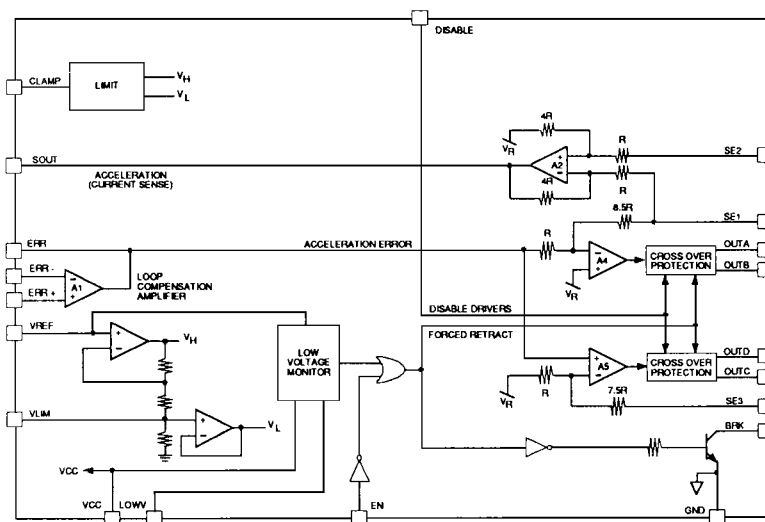 DISABLE
CLAMP
LIMIT
VH
VL
4R
VR
R
SE2
A2
SOUT
ACCELERATION
(CURRENT SENSE)
4R
R
8.5R
SE1
ERR
ACCELERATION ERROR
R
OUTA
ERR -
A4
CROSS OVER
PROTECTION
OUTB
A1
LOOP
COMPENSATION
AMPLIFIER
ERR +
VR
DISABLE DRIVERS
VREF
FORCED RETRACT
VH
LOW
VOLTAGE
MONITOR
OUTD
A5
CROSS OVER
PROTECTION
OUTC
VR
R
7.5R
SE3
VLIM
VL
BRK
VCC
VCC
LOWV
EN
GND